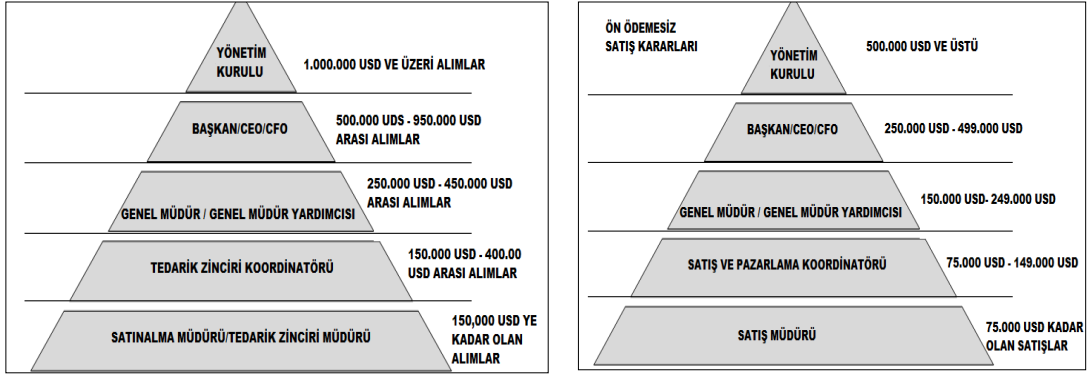 YÖNETİM
KURULU
1.000.000 USD VE ÜZERİ ALIMLAR
BAŞKAN/CEO/CFO
500.000 UDS - 950.000 USD
ARASI ALIMLAR
250.000 USD - 450.000 USD
ARASI ALIMLAR
GENEL MÜDÜR / GENEL MÜDÜR YARDIMCISI
TEDARİK ZİNCİRİ KOORDİNATÖRÜ
150.000 USD - 400.00
USD ARASI ALIMLAR
SATINALMA MÜDÜRÜ/TEDARİK ZİNCİRİ MÜDÜRÜ
150,000 USD YE
KADAR OLAN
ALIMLAR
ÖN ÖDEMESİZ
SATIŞ KARARLARI
YÖNETİM
KURULU
500.000 USD VE ÜSTÜ
BAŞKAN/CEO/CFO
250.000 USD - 499.000 USD
GENEL MÜDÜR / GENEL MÜDÜR YARDIMCISI
150.000 USD- 249.000 USD
SATIŞ VE PAZARLAMA KOORDİNATÖRÜ
75.000 USD - 149.000 USD
SATIŞ MÜDÜRÜ
75.000 USD KADAR
OLAN SATIŞLAR